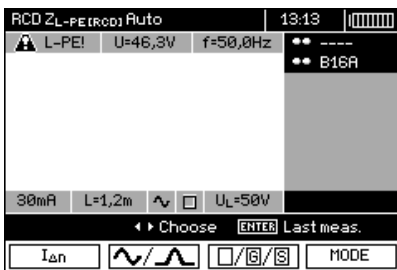 RCD ZL-PE[RCD] Auto 13:13
L-PE! U=46,3V f=50,0Hz ----
B16A
30mA L=1,2m UL=50V
Choose ENTER Last meas.
IΔn / □/G/S MODE